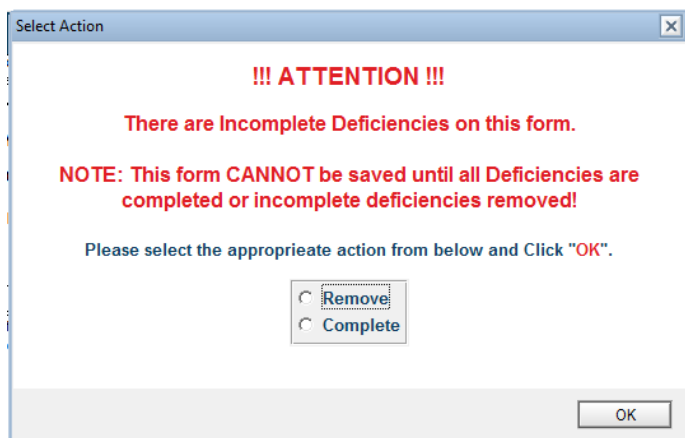 Select Action
!!! ATTENTION !!!
There are Incomplete Deficiencies on this form.
NOTE: This form CANNOT be saved until all Deficiencies are
completed or incomplete deficiencies removed!
Please select the approprieate action from below and Click "OK".
Remove
Complete
OK